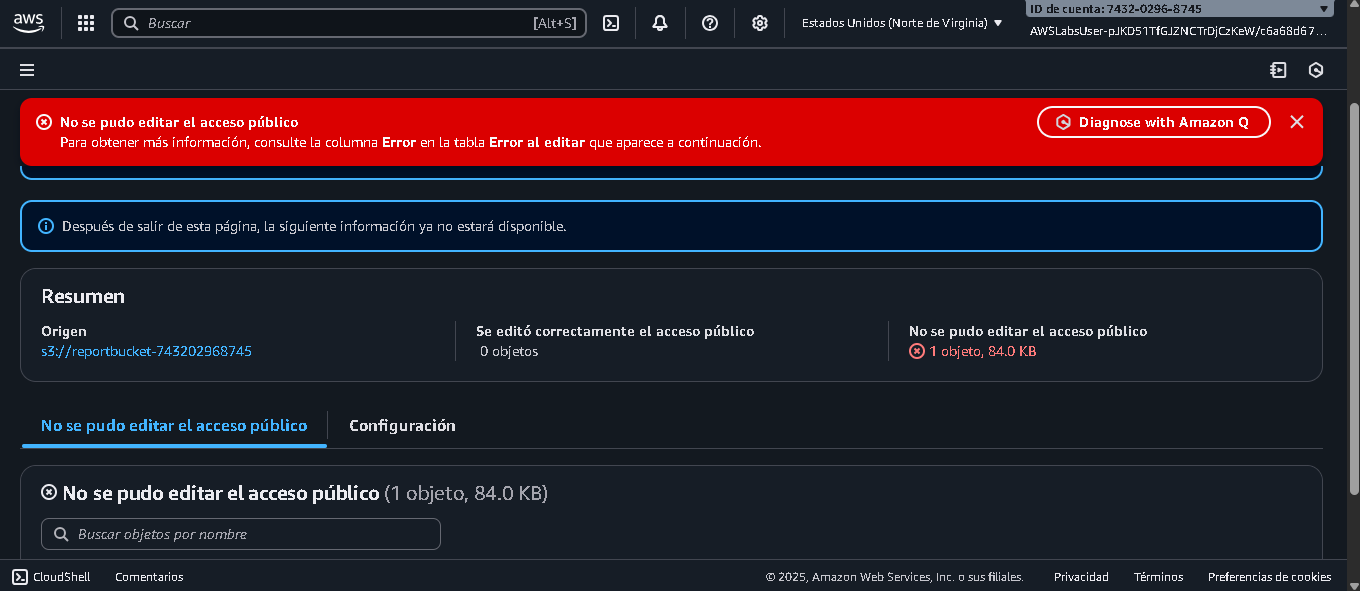 aws
Buscar
[Alt+S]
Estados Unidos (Norte de Virginia)
ID de cuenta: 7432-0296-8745
AWSLabsUser-pJKD51TfGJZNCTrDjCzKeW/c6a68d67...
No se pudo editar el acceso público
Para obtener más información, consulte la columna Error en la tabla Error al editar que aparece a continuación.
Diagnose with Amazon Q
Después de salir de esta página, la siguiente información ya no estará disponible.
Resumen
Origen
s3://reportbucket-743202968745
Se editó correctamente el acceso público
0 objetos
No se pudo editar el acceso público
1 objeto, 84.0 KB
No se pudo editar el acceso público
Configuración
No se pudo editar el acceso público (1 objeto, 84.0 KB)
Buscar objetos por nombre
CloudShell
Comentarios
© 2025, Amazon Web Services, Inc. o sus filiales.
Privacidad
Términos
Preferencias de cookies